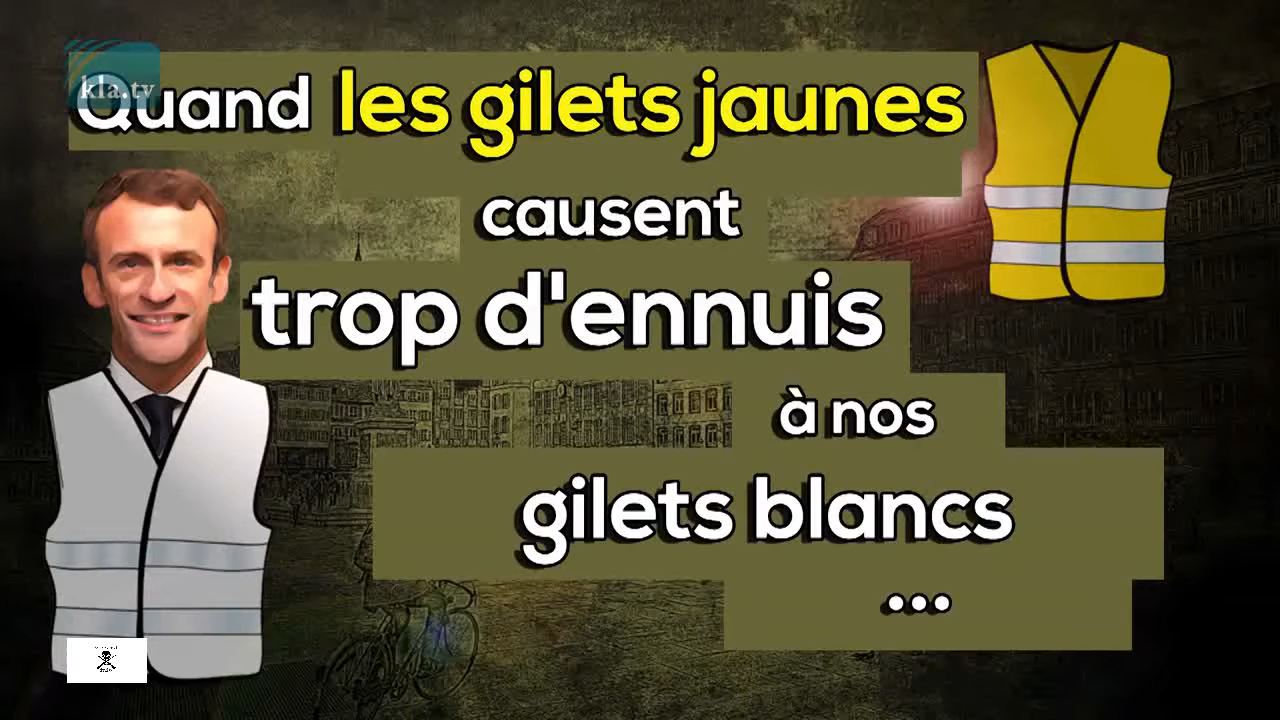 kla.tv
Quand les gilets jaunes
causent
trop d'ennuis
à nos
gilets blancs
...